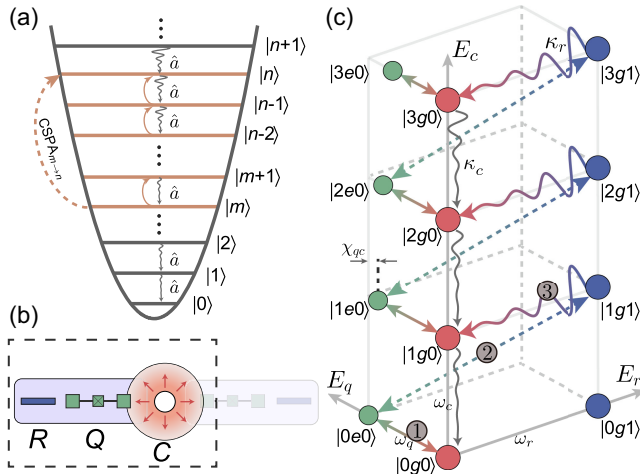 (a)
|n+1⟩
|n⟩
|n-1⟩
|n-2⟩
|m+1⟩
|m⟩
|2⟩
|1⟩
|0⟩
â
â
â
â
â
â
CSPA m→n
(b)
R Q C
(c)
E_c
κ_r
|3e0⟩
|3g1⟩
|3g0⟩
κ_c
|2e0⟩
|2g1⟩
|2g0⟩
χ_qc
|1e0⟩
3
|1g1⟩
|1g0⟩
2
E_q
E_r
|0e0⟩
1
ω_c
|0g1⟩
ω_q
ω_r
|0g0⟩